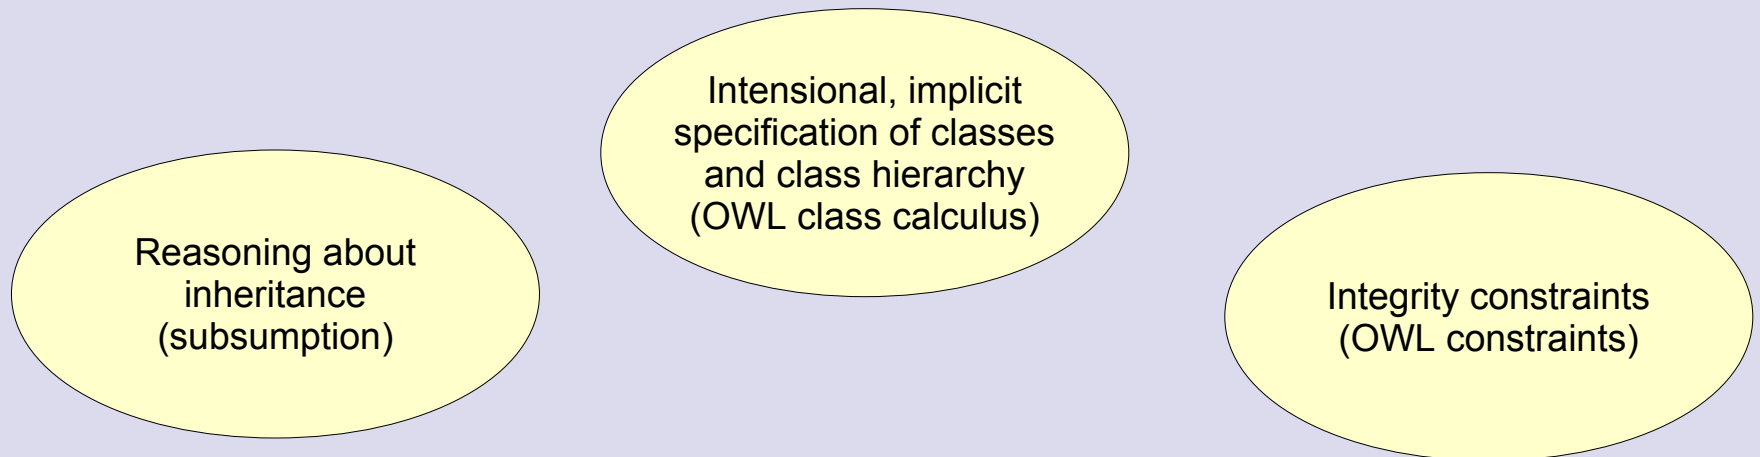 Intensional, implicit
specification of classes
and class hierarchy
(OWL class calculus)
Reasoning about
inheritance
(subsumption)
Integrity constraints
(OWL constraints)